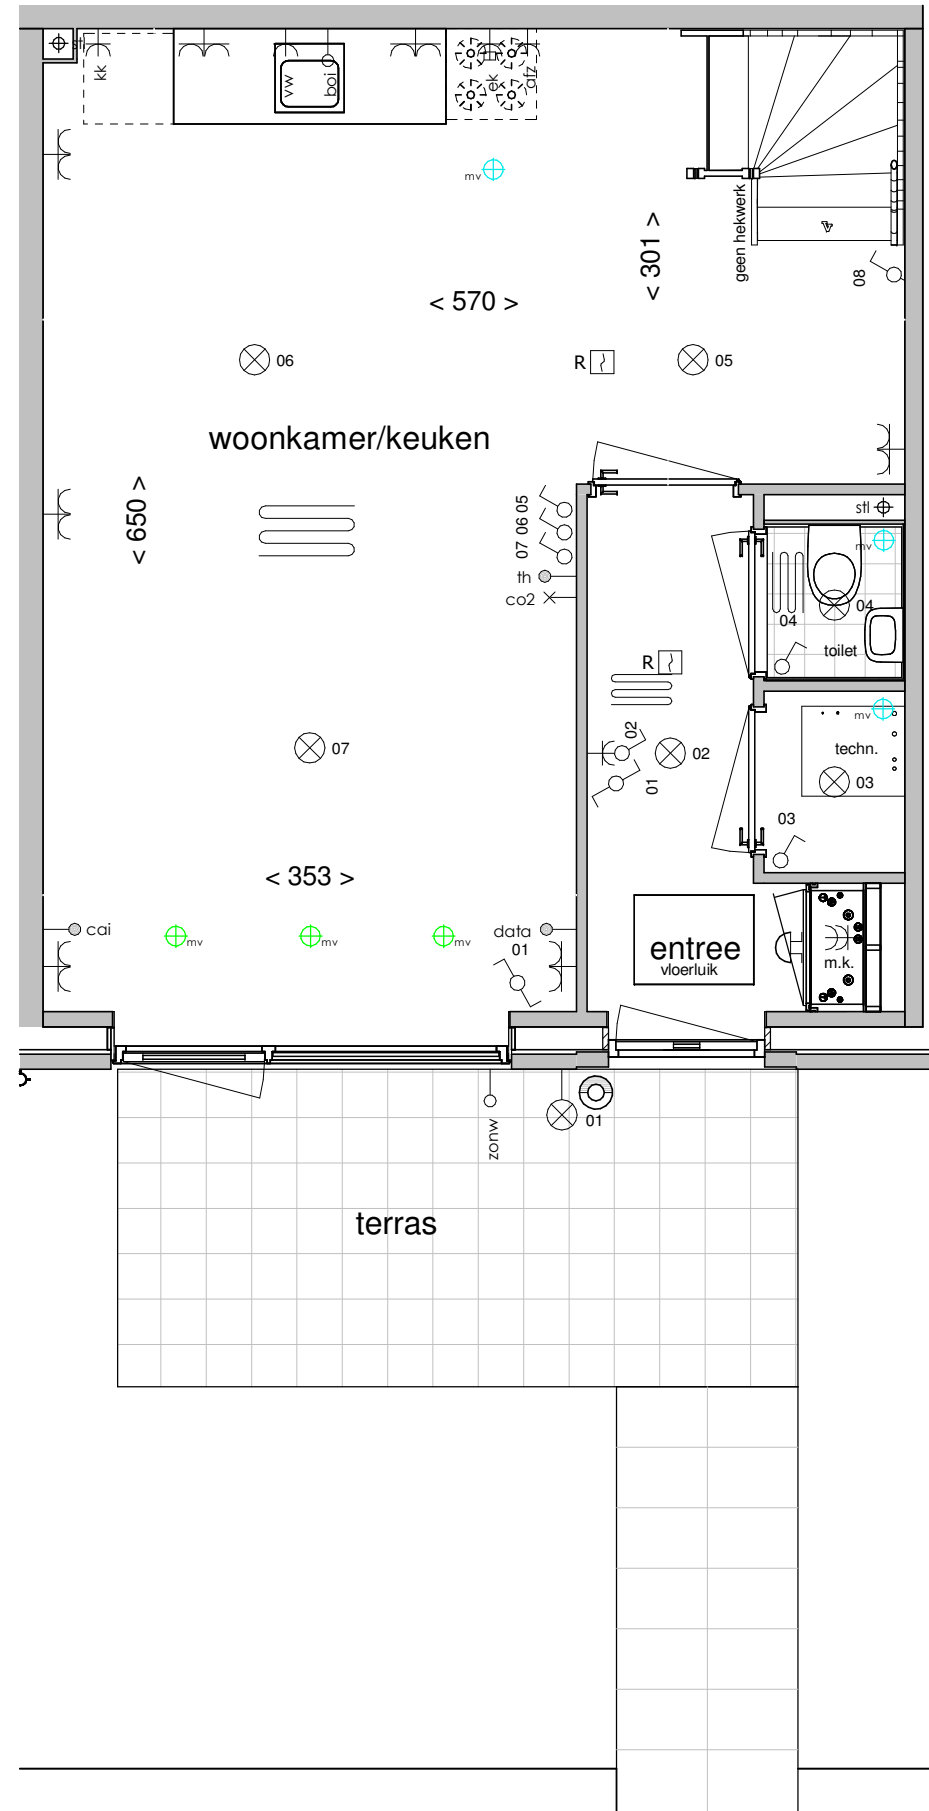 stl
kk
vw
boi
ek
afz
mv
geen hekwerk
4
< 301 >
08
< 570 >
06
R
05
woonkamer/keuken
< 650 >
07 06 05
th
co2
stl
mv
04
04
toilet
R
02
01
02
07
mv
techn.
03
03
< 353 >
cai
mv
mv
mv
data
01
entree
vloerluik
m.k.
zonw
01
terras